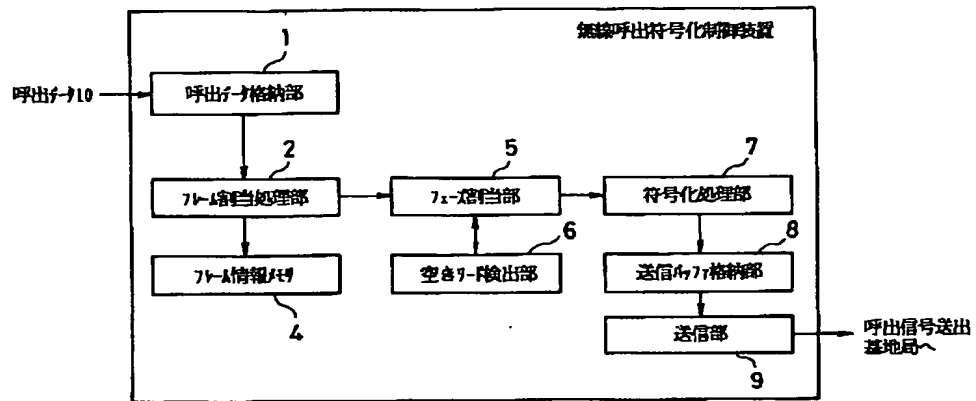 無線呼出符号化制御装置
1
呼出データ10
呼出データ格納部
2
5
7
フレーム割当処理部
フェーズ割当部
符号化処理部
6
8
フレーム情報メモリ
空きワード検出部
送信バッファ格納部
4
送信部
呼出信号送出
基地局へ
9